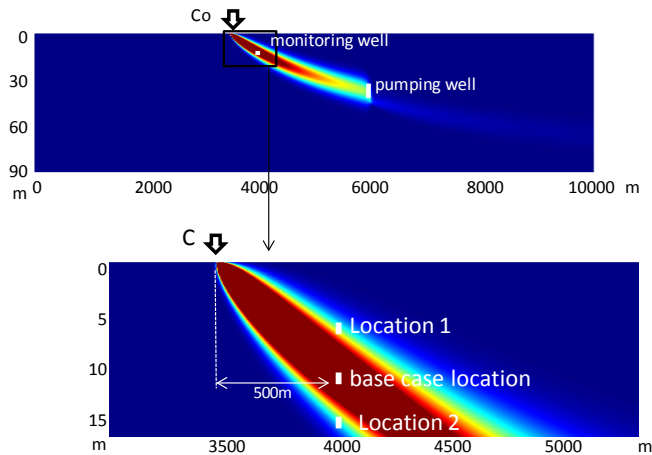 Co
0
monitoring well
30
pumping well
60
90
m
0 2000 4000 6000 8000 10000 m
C
0
5
Location 1
10
base case location
500m
15
Location 2
m
3500 4000 4500 5000 m